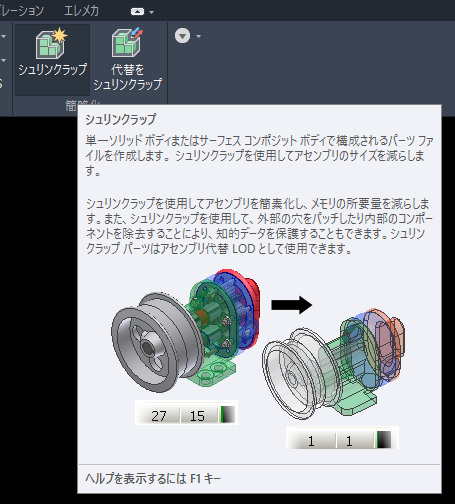 レーション エレメカ
シュリンクラップ
代替を
シュリンクラップ
簡略化
シュリンクラップ
単一ソリッド ボディまたはサーフェス コンポジット ボディで構成されるパーツ ファ
イルを作成します。 シュリンクラップを使用してアセンブリのサイズを減らしま
す。
シュリンクラップを使用してアセンブリを簡素化し、メモリの所要量を減らしま
す。また、シュリンクラップを使用して、外部の穴をパッチしたり内部のコンポー
ネントを除去することにより、知的データを保護することもできます。シュリン
クラップ パーツはアセンブリ代替 LOD として使用できます。
27 15
1 1
ヘルプを表示するには F1 キー